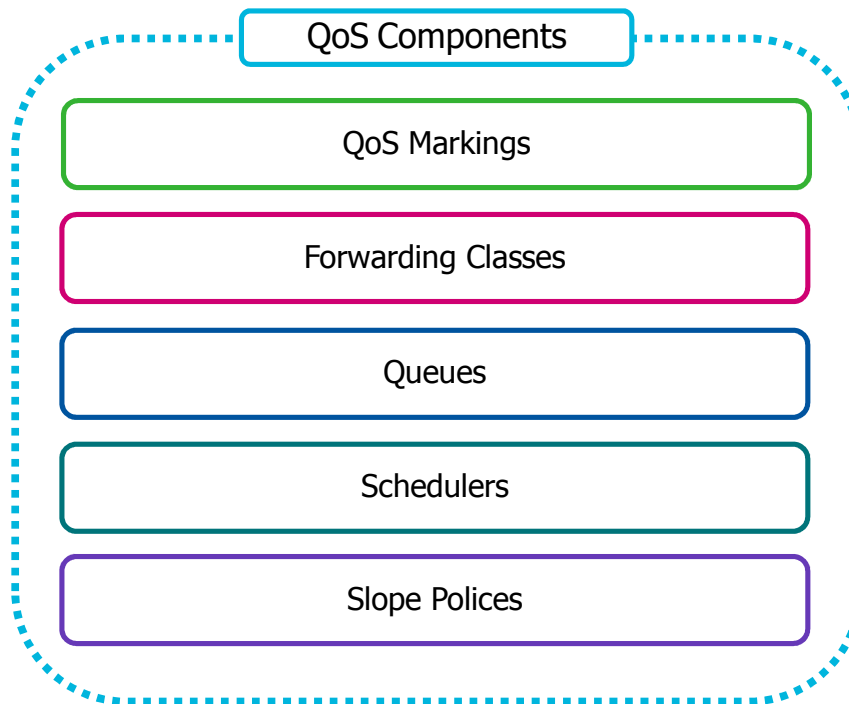 QoS Components
QoS Markings
Forwarding Classes
Queues
Schedulers
Slope Polices